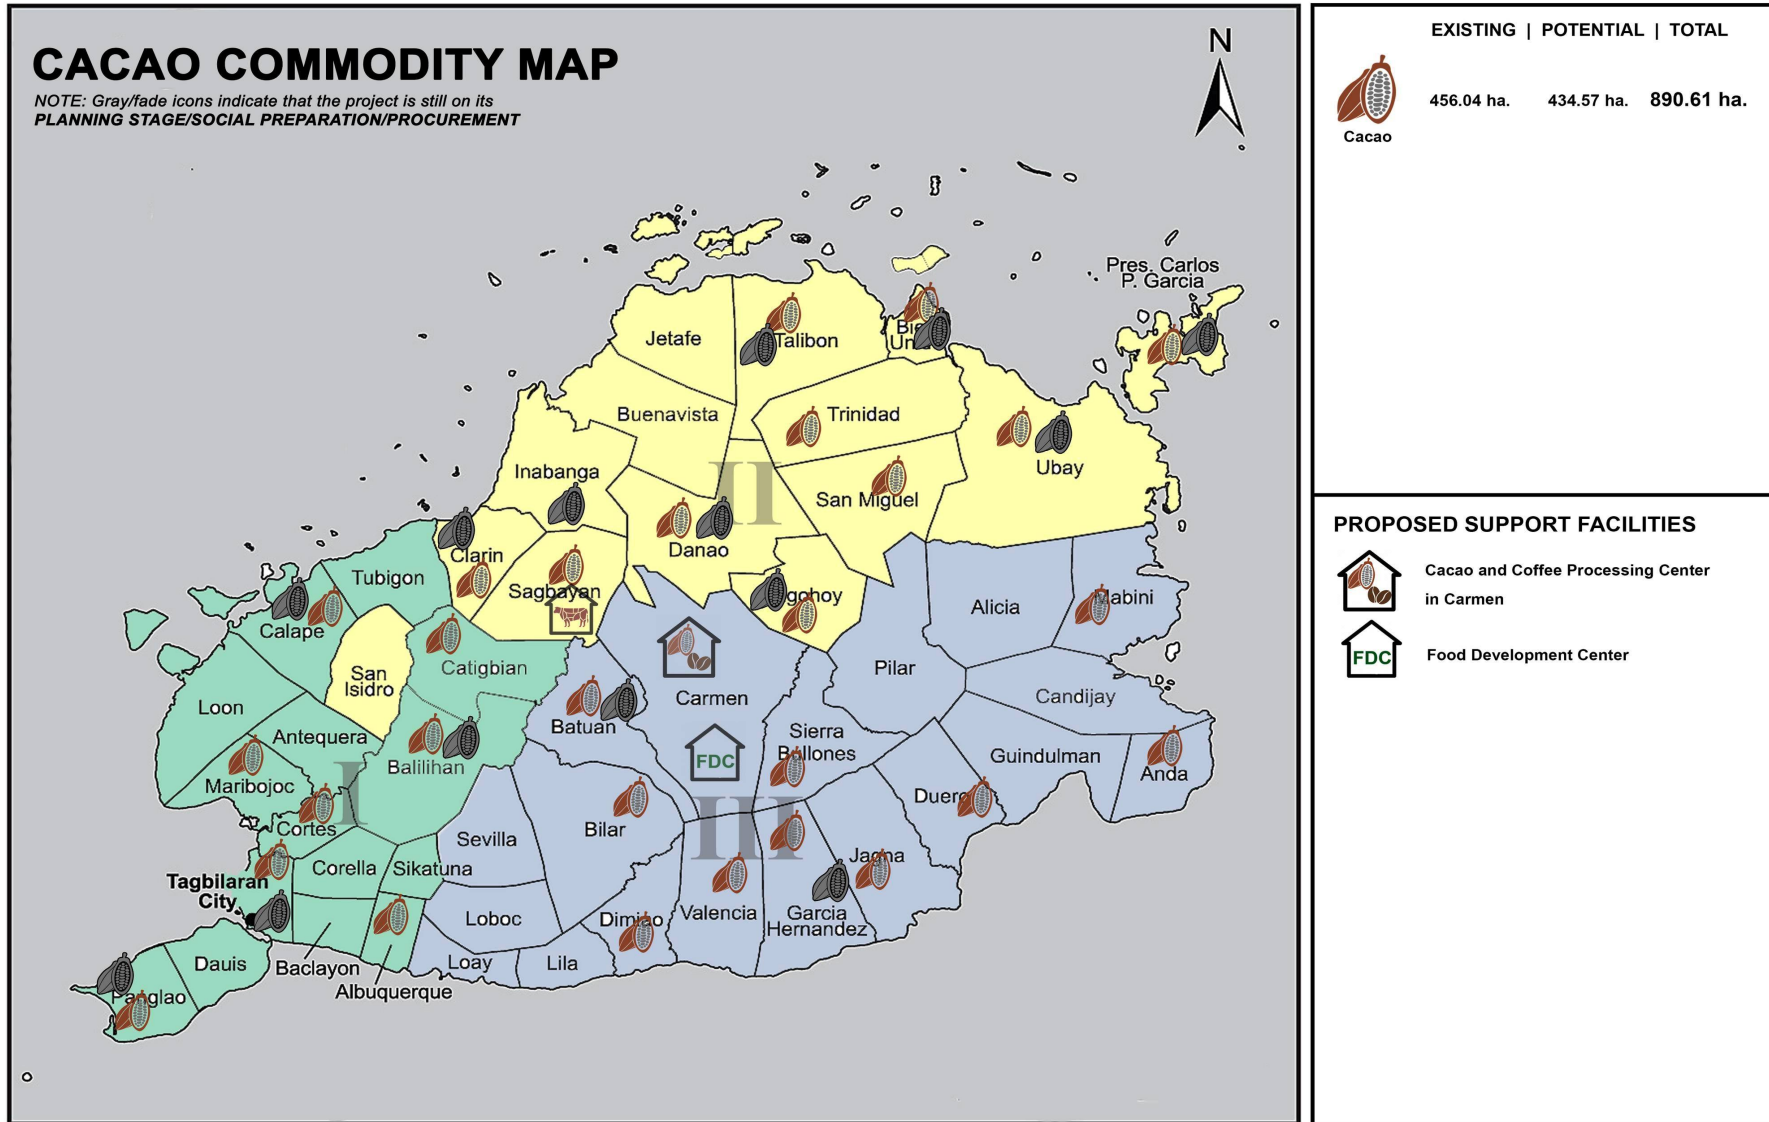 CACAO COMMODITY MAP
NOTE: Gray/fade icons indicate that the project is still on its
PLANNING STAGE/SOCIAL PREPARATION/PROCUREMENT
N
EXISTING | POTENTIAL | TOTAL
456.04 ha. 434.57 ha. 890.61 ha.
Cacao
PROPOSED SUPPORT FACILITIES
Cacao and Coffee Processing Center
in Carmen
FDC
Food Development Center
Pres. Carlos
P. Garcia
Jetafe
Talibon
Buenavista
Trinidad
Inabanga
II
San Miguel
Ubay
Clarin
Danao
Tubigon
Sagbayan
Calape
Alicia
Mabini
San
Isidro
Catigbian
Carmen
Pilar
Candijay
Loon
Antequera
Batuan
Sierra
Bullones
Guindulman
Balilihan
FDC
Anda
Maribojoc
I
III
Cortes
Sevilla
Bilar
Corella
Sikatuna
Jagna
Tagbilaran
City
Loboc
Dimiao
Valencia
Garcia
Hernandez
Dauis
Baclayon
Loay
Lila
Albuquerque
Panglao